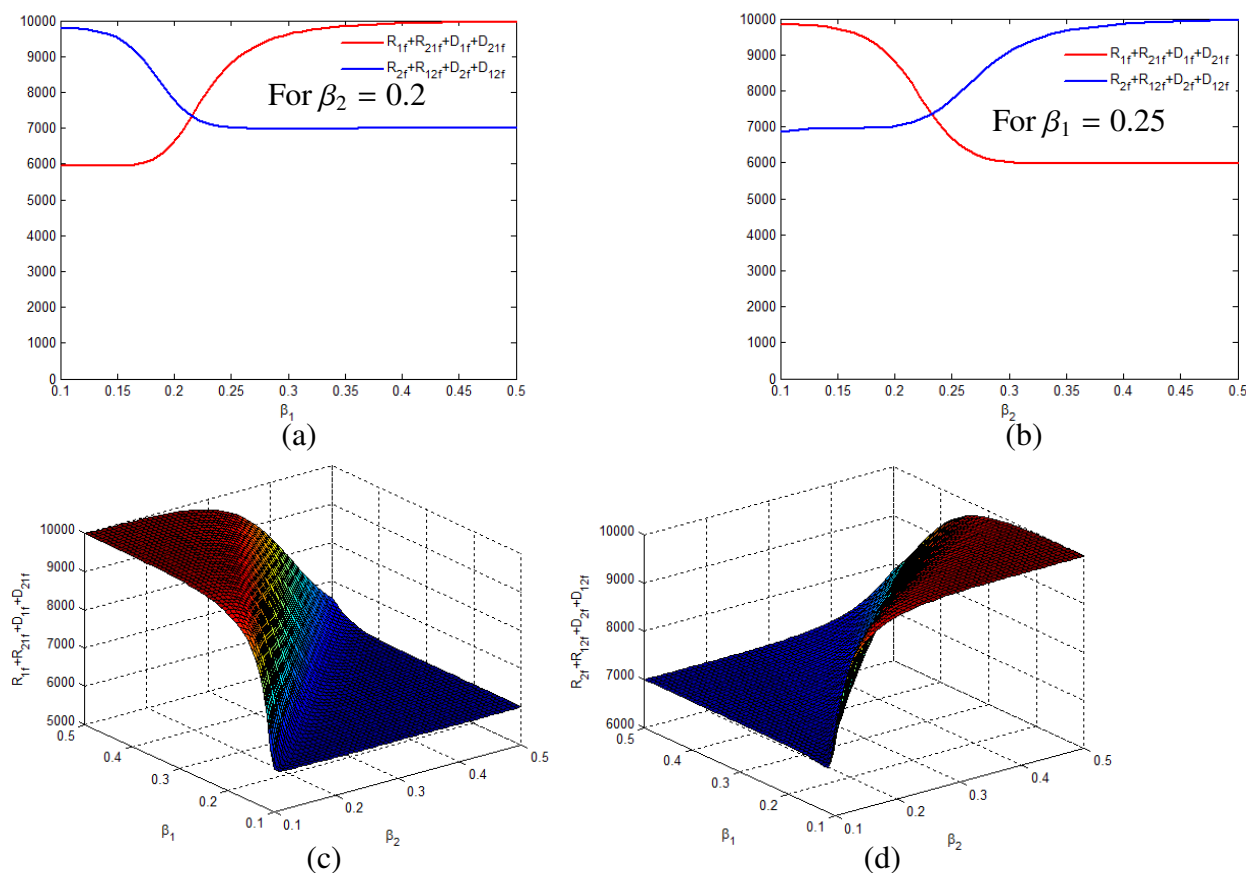 10000
9000
8000
7000
6000
5000
4000
3000
2000
1000
0
R1f+R21f+D1f+D21f
R2f+R12f+D2f+D12f
For β2 = 0.2
0.1 0.15 0.2 0.25 0.3 0.35 0.4 0.45 0.5
β1
(a)
10000
9000
8000
7000
6000
5000
4000
3000
2000
1000
0
R1f+R21f+D1f+D21f
R2f+R12f+D2f+D12f
For β1 = 0.25
0.1 0.15 0.2 0.25 0.3 0.35 0.4 0.45 0.5
β2
(b)
R1f+R21f+D1f+D21f
10000
9000
8000
7000
6000
5000
0.5
0.4
0.3
0.2
0.1
β1
0.1
0.2
0.3
0.4
0.5
β2
(c)
R2f+R12f+D2f+D12f
10000
9000
8000
7000
6000
0.5
0.4
0.3
0.2
0.1
β1
0.1
0.2
0.3
0.4
0.5
β2
(d)